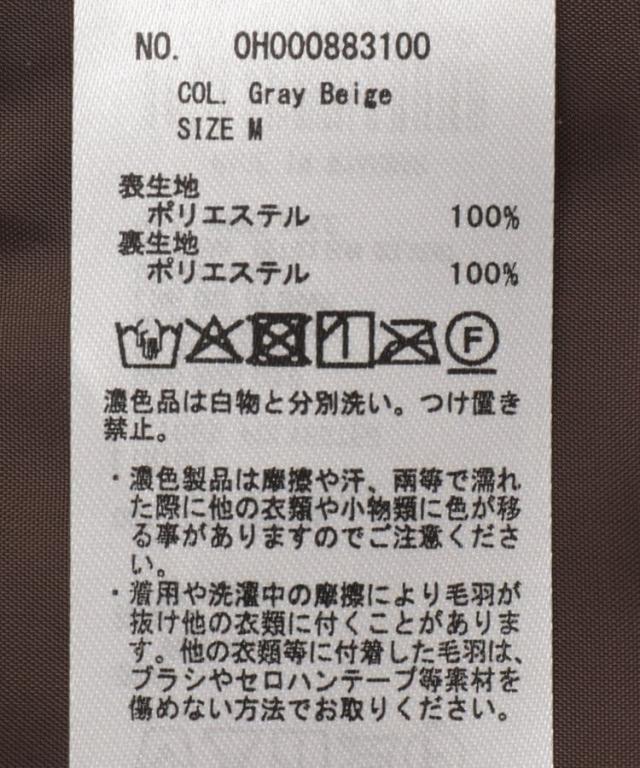 NO. 0H000883100
COL. Gray Beige
SIZE M
表生地
ポリエステル 100%
裏生地
ポリエステル 100%
F
濃色品は白物と分別洗い。つけ置き
禁止。
・濃色製品は摩擦や汗、雨等で濡れ
た際に他の衣類や小物類に色が移
る事がありますのでご注意くださ
い。
・着用や洗濯中の摩擦により毛羽が
抜け他の衣類に付くことがありま
す。他の衣類等に付着した毛羽は、
ブラシやセロハンテープ等素材を
傷めない方法でお取りください。